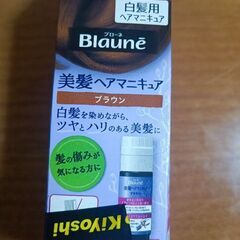 白髪用
ヘアマニキュア
ブローネ
Blaunē
美髪ヘアマニキュア
ブラウン
白髪を染めながら、
ツヤとハリのある美髪に
髪の傷みが
気になる方に
KiYoshi